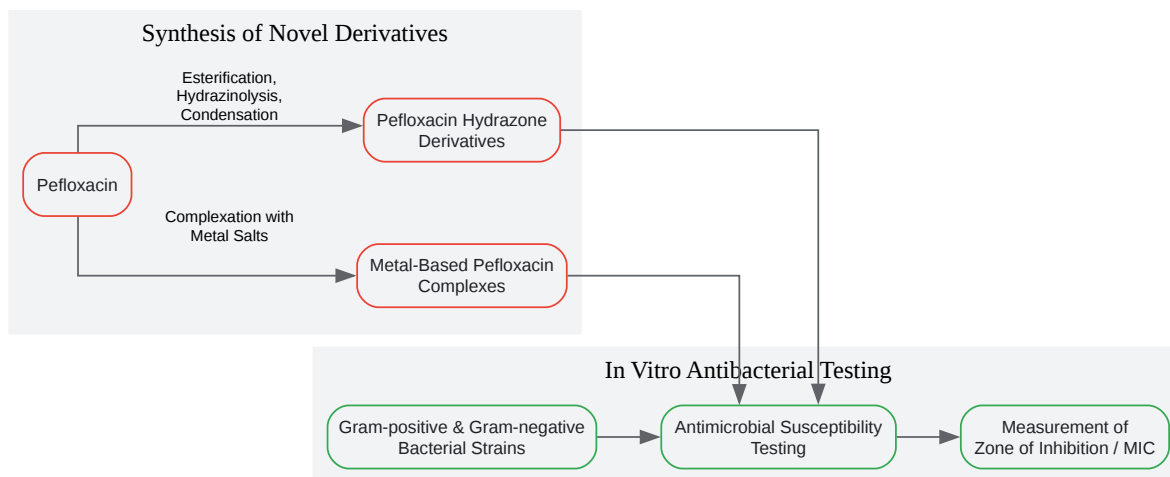 Synthesis of Novel Derivatives
Esterification,
Hydrazinolysis,
Condensation
Pefloxacin Hydrazone
Derivatives
Pefloxacin
Complexation with
Metal Salts
Metal-Based Pefloxacin
Complexes
In Vitro Antibacterial Testing
Gram-positive & Gram-negative
Bacterial Strains
Antimicrobial Susceptibility
Testing
Measurement of
Zone of Inhibition / MIC